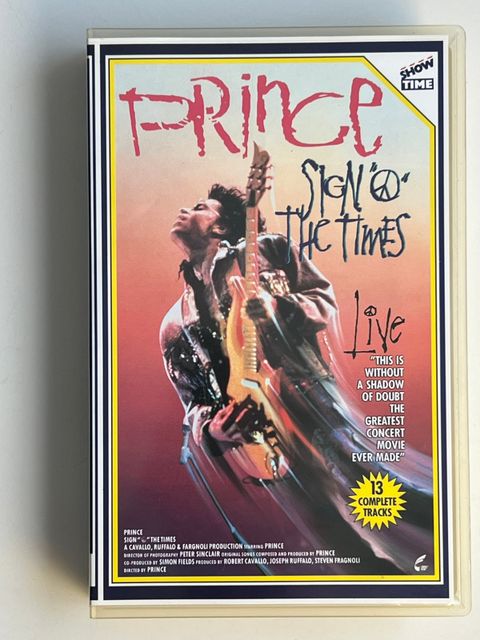 SHOW
TIME
PRINCE
SIGN "☮"
THE TIMES
Live
"THIS IS
WITHOUT
A SHADOW
OF DOUBT
THE
GREATEST
CONCERT
MOVIE
EVER MADE"
13
COMPLETE
TRACKS
PRINCE
SIGN "☮" THE TIMES
A CAVALLO, RUFFALO & FARGNOLI PRODUCTION STARRING PRINCE
DIRECTOR OF PHOTOGRAPHY PETER SINCLAIR ORIGINAL SONGS COMPOSED AND PRODUCED BY PRINCE
CO-PRODUCED BY SIMON FIELDS PRODUCED BY ROBERT CAVALLO, JOSEPH RUFFALO, STEVEN FRAGNOLI
DIRECTED BY PRINCE